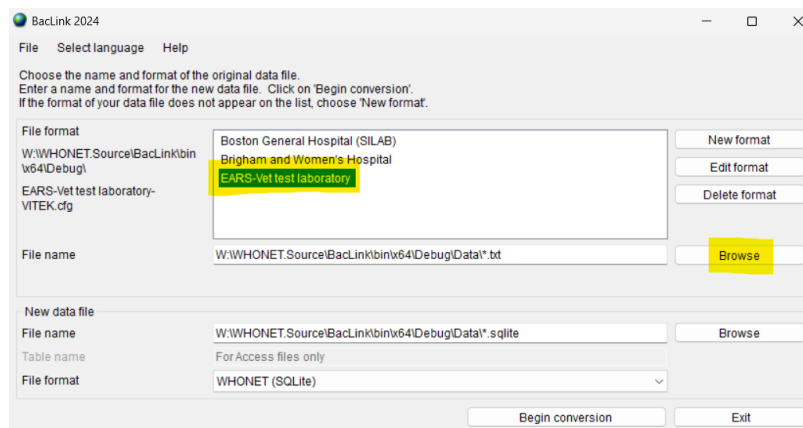 BacLink 2024
File Select language Help
Choose the name and format of the original data file.
Enter a name and format for the new data file. Click on 'Begin conversion'.
If the format of your data file does not appear on the list, choose 'New format'.
File format
W:\WHONET.Source\BacLink\bin
\x64\Debug\
EARS-Vet test laboratory-
VITEK.cfg
Boston General Hospital (SILAB)
Brigham and Women's Hospital
EARS-Vet test laboratory
New format
Edit format
Delete format
File name W:\WHONET.Source\BacLink\bin\x64\Debug\Data\*.txt Browse
New data file
File name W:\WHONET.Source\BacLink\bin\x64\Debug\Data\*.sqlite Browse
Table name For Access files only
File format WHONET (SQLite)
Begin conversion Exit